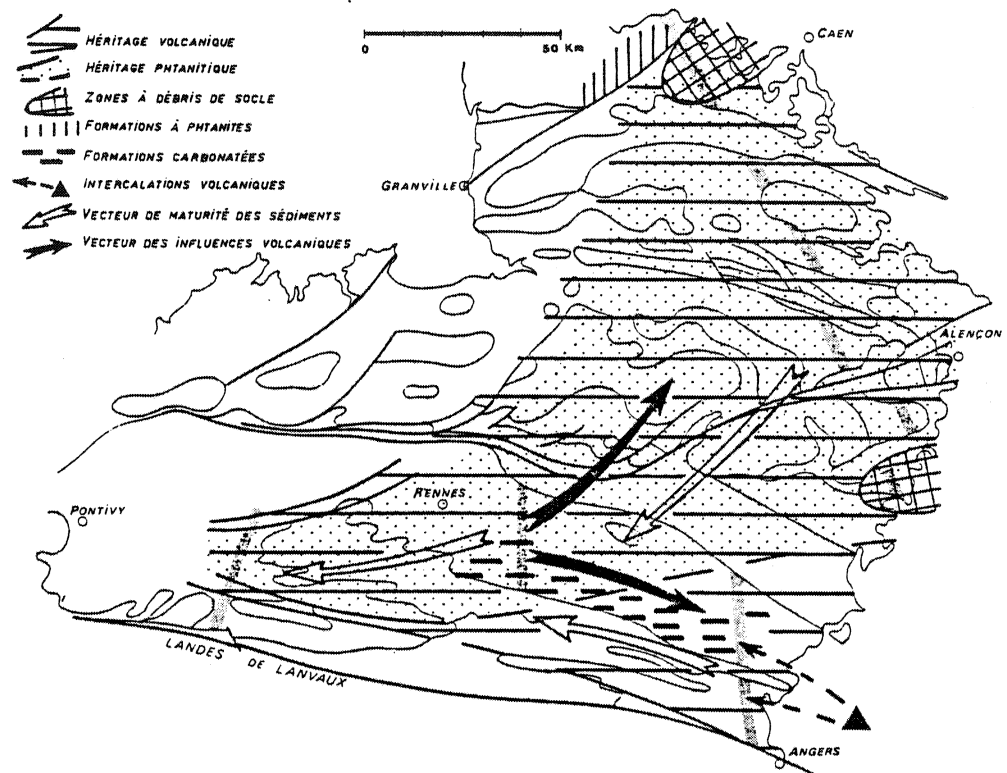 HÉRITAGE VOLCANIQUE
HÉRITAGE PHTANITIQUE
ZONES À DÉBRIS DE SOCLE
FORMATIONS À PHTANITES
FORMATIONS CARBONATÉES
INTERCALATIONS VOLCANIQUES
VECTEUR DE MATURITÉ DES SÉDIMENTS
VECTEUR DES INFLUENCES VOLCANIQUES
0 50 Km
CAEN
GRANVILLE
ALENÇON
RENNES
PONTIVY
LANDES DE LANVAUX
ANGERS